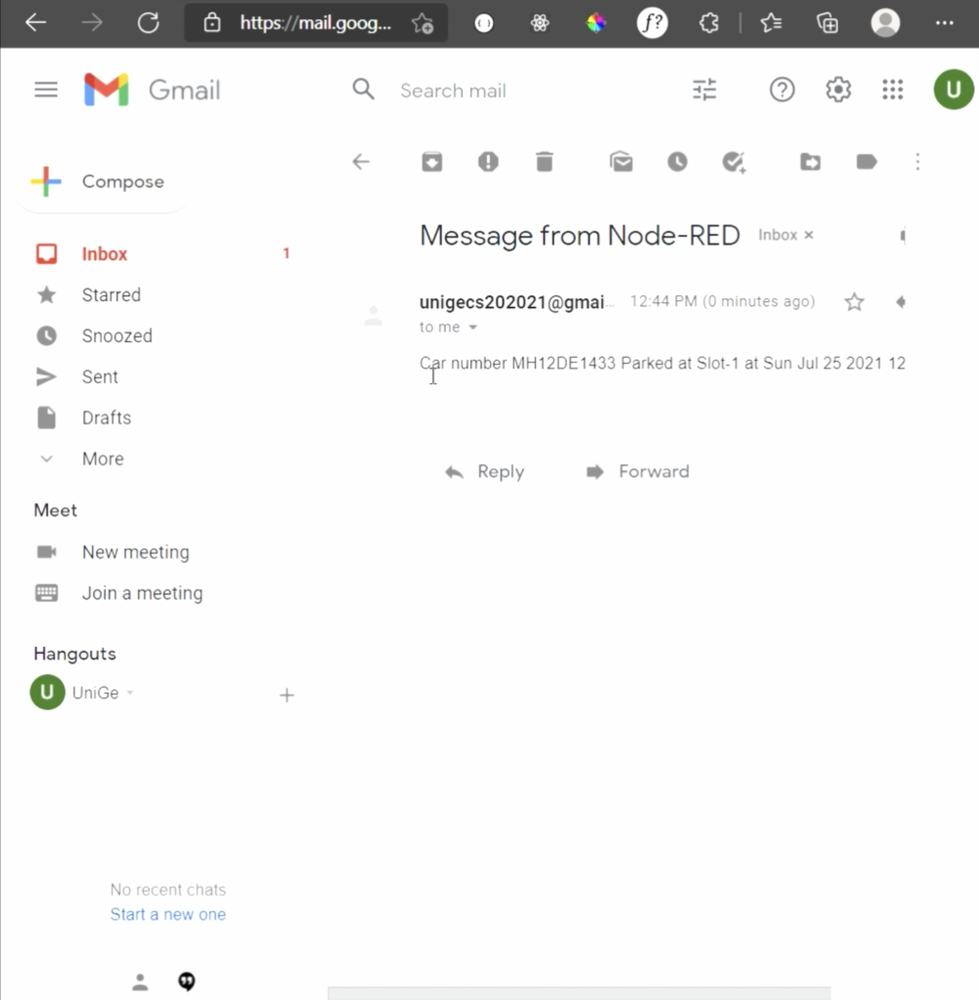 https://mail.goog...
f?
Gmail
Search mail
U
Compose
Message from Node-RED
Inbox ×
Inbox
1
unigecs202021@gmai...
12:44 PM (0 minutes ago)
Starred
to me
Snoozed
Car number MH12DE1433 Parked at Slot-1 at Sun Jul 25 2021 12
Sent
Drafts
More
Reply
Forward
Meet
New meeting
Join a meeting
Hangouts
U
UniGe
No recent chats
Start a new one